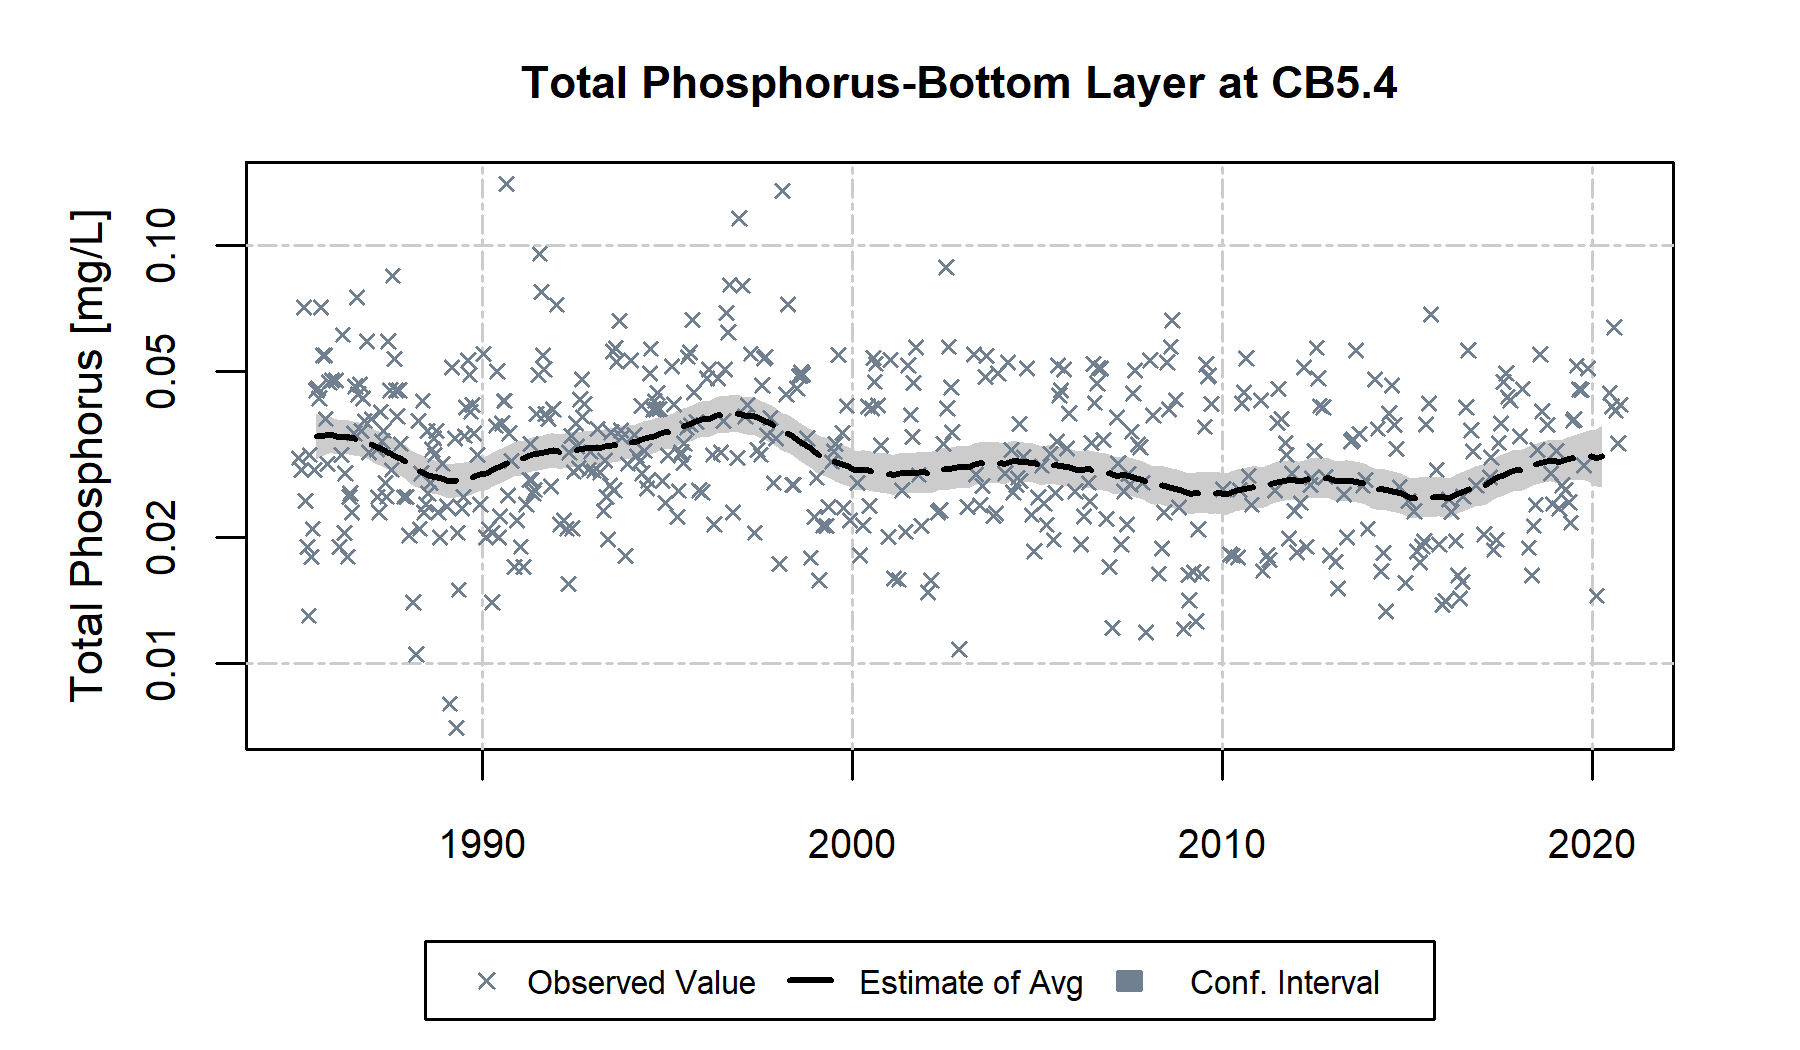 Total Phosphorus-Bottom Layer at CB5.4
Total Phosphorus [mg/L]
0.10
0.05
0.02
0.01
1990 2000 2010 2020
Observed Value Estimate of Avg Conf. Interval